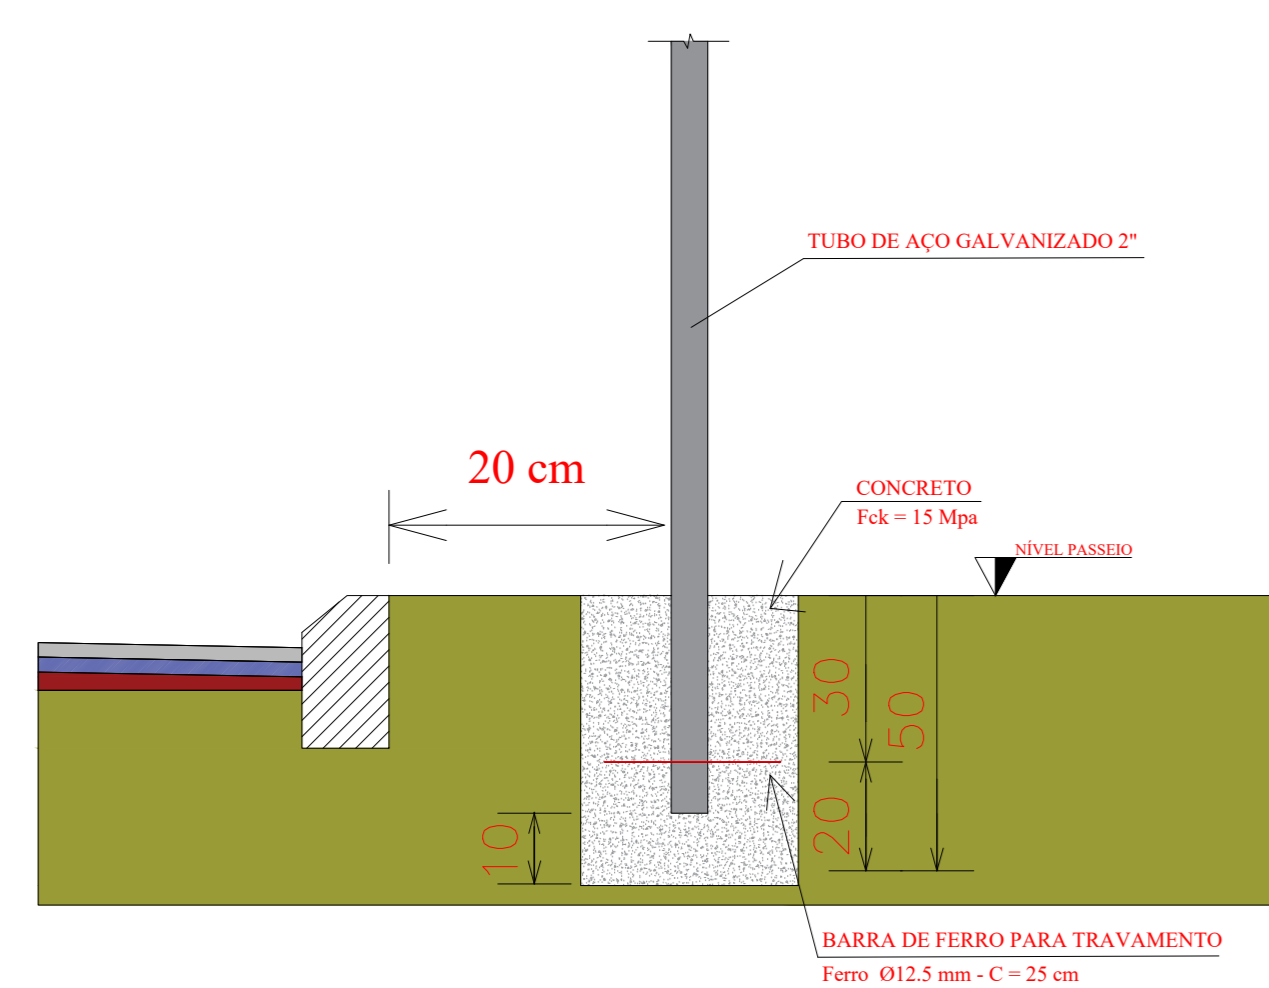 TUBO DE AÇO GALVANIZADO 2"
20 cm
CONCRETO
Fck = 15 Mpa
NÍVEL PASSEIO
30
50
20
10
BARRA DE FERRO PARA TRAVAMENTO
Ferro Ø12.5 mm - C = 25 cm